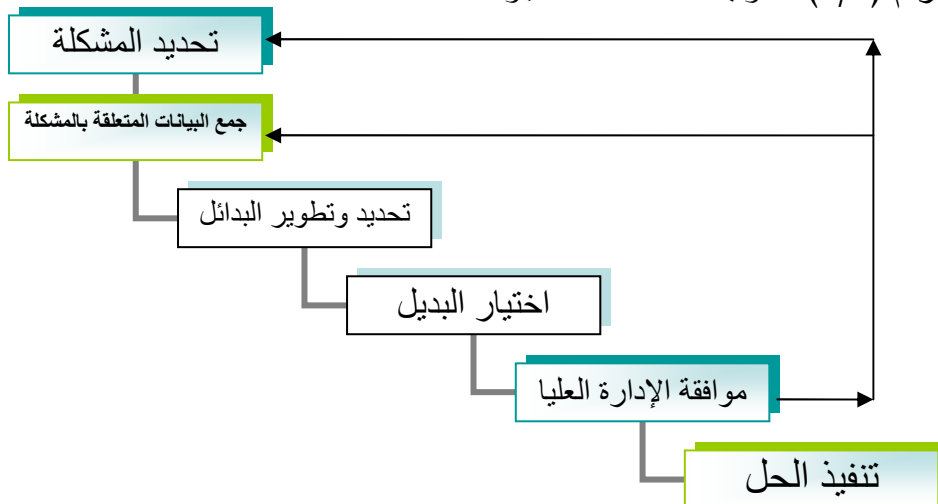 تحديد المشكلة
جمع البيانات المتعلقة بالمشكلة
تحديد وتطوير البدائل
اختيار البديل
موافقة الإدارة العليا
تنفيذ الحل